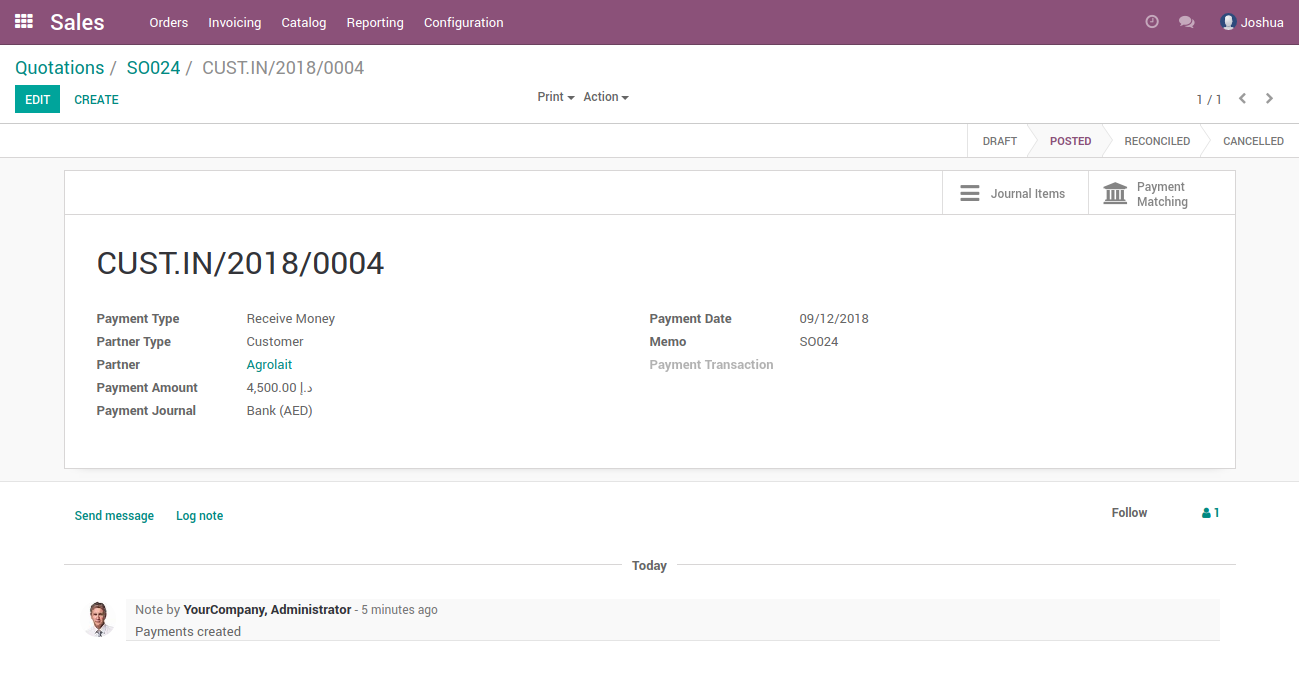 Sales Orders Invoicing Catalog Reporting Configuration Joshua
Quotations / SO024 / CUST.IN/2018/0004
EDIT CREATE Print Action 1 / 1
DRAFT POSTED RECONCILED CANCELLED
Journal Items
Payment
Matching
CUST.IN/2018/0004
Payment Type Receive Money
Partner Type Customer
Partner Agrolait
Payment Amount 4,500.00 د.إ
Payment Journal Bank (AED)
Payment Date 09/12/2018
Memo SO024
Payment Transaction
Send message Log note Follow 1
Today
Note by YourCompany, Administrator - 5 minutes ago
Payments created